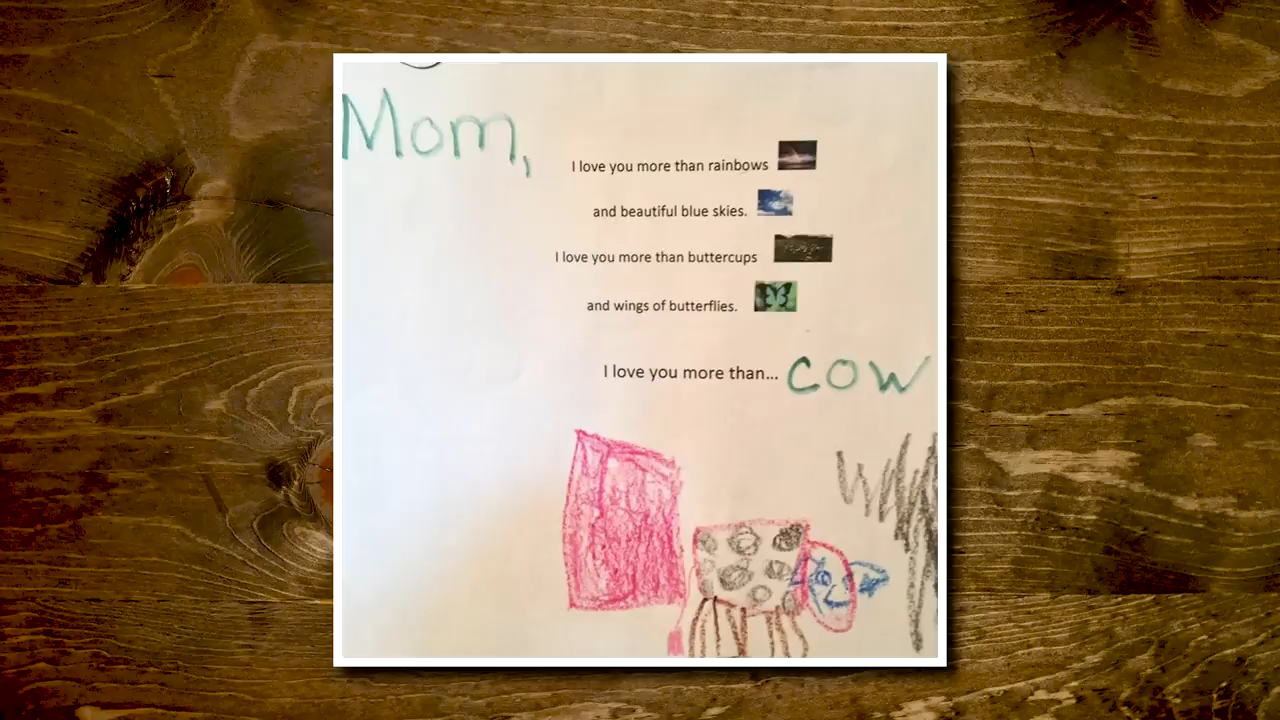 Mom,
I love you more than rainbows
and beautiful blue skies.
I love you more than buttercups
and wings of butterflies.
I love you more than... cow